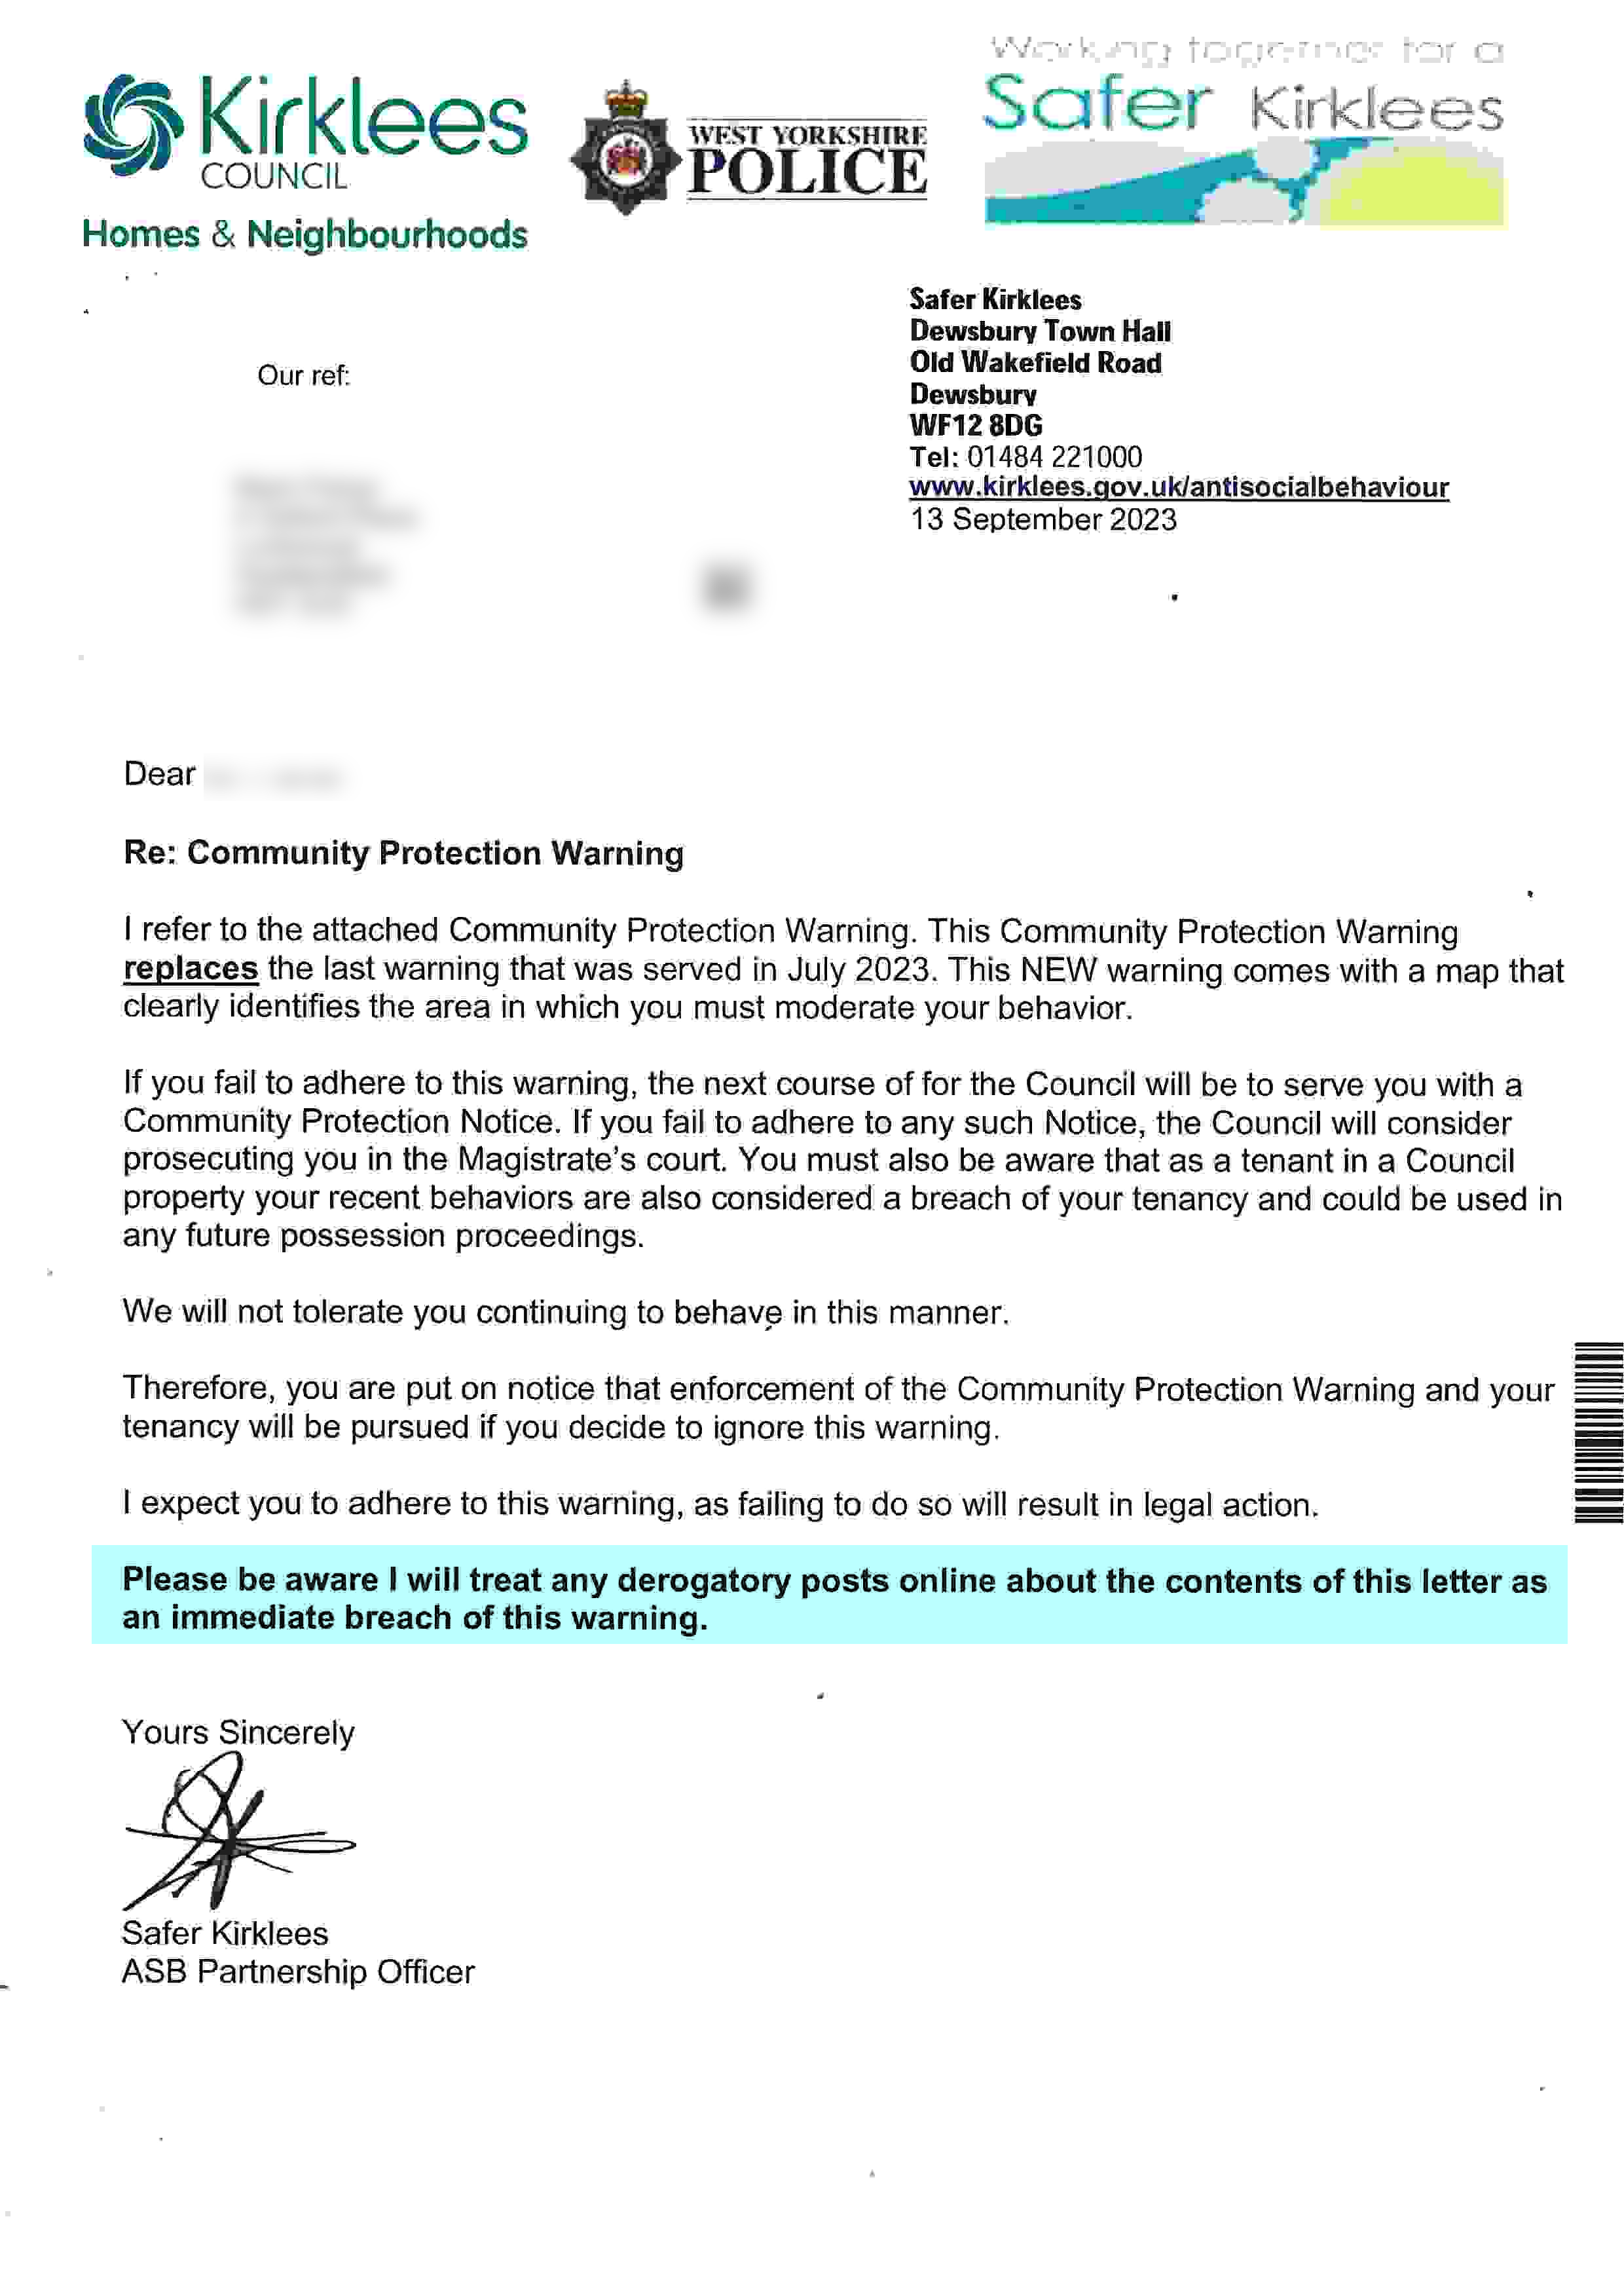 Working together for a
Safer Kirklees
Kirklees
COUNCIL
Homes & Neighbourhoods
WEST YORKSHIRE
POLICE
Safer Kirklees
Dewsbury Town Hall
Old Wakefield Road
Dewsbury
WF12 8DG
Tel: 01484 221000
www.kirklees.gov.uk/antisocialbehaviour
13 September 2023
Our ref:
Dear
Re: Community Protection Warning
I refer to the attached Community Protection Warning. This Community Protection Warning
replaces the last warning that was served in July 2023. This NEW warning comes with a map that
clearly identifies the area in which you must moderate your behavior.
If you fail to adhere to this warning, the next course of for the Council will be to serve you with a
Community Protection Notice. If you fail to adhere to any such Notice, the Council will consider
prosecuting you in the Magistrate's court. You must also be aware that as a tenant in a Council
property your recent behaviors are also considered a breach of your tenancy and could be used in
any future possession proceedings.
We will not tolerate you continuing to behave in this manner.
Therefore, you are put on notice that enforcement of the Community Protection Warning and your
tenancy will be pursued if you decide to ignore this warning.
I expect you to adhere to this warning, as failing to do so will result in legal action.
Please be aware I will treat any derogatory posts online about the contents of this letter as
an immediate breach of this warning.
Yours Sincerely
Safer Kirklees
ASB Partnership Officer